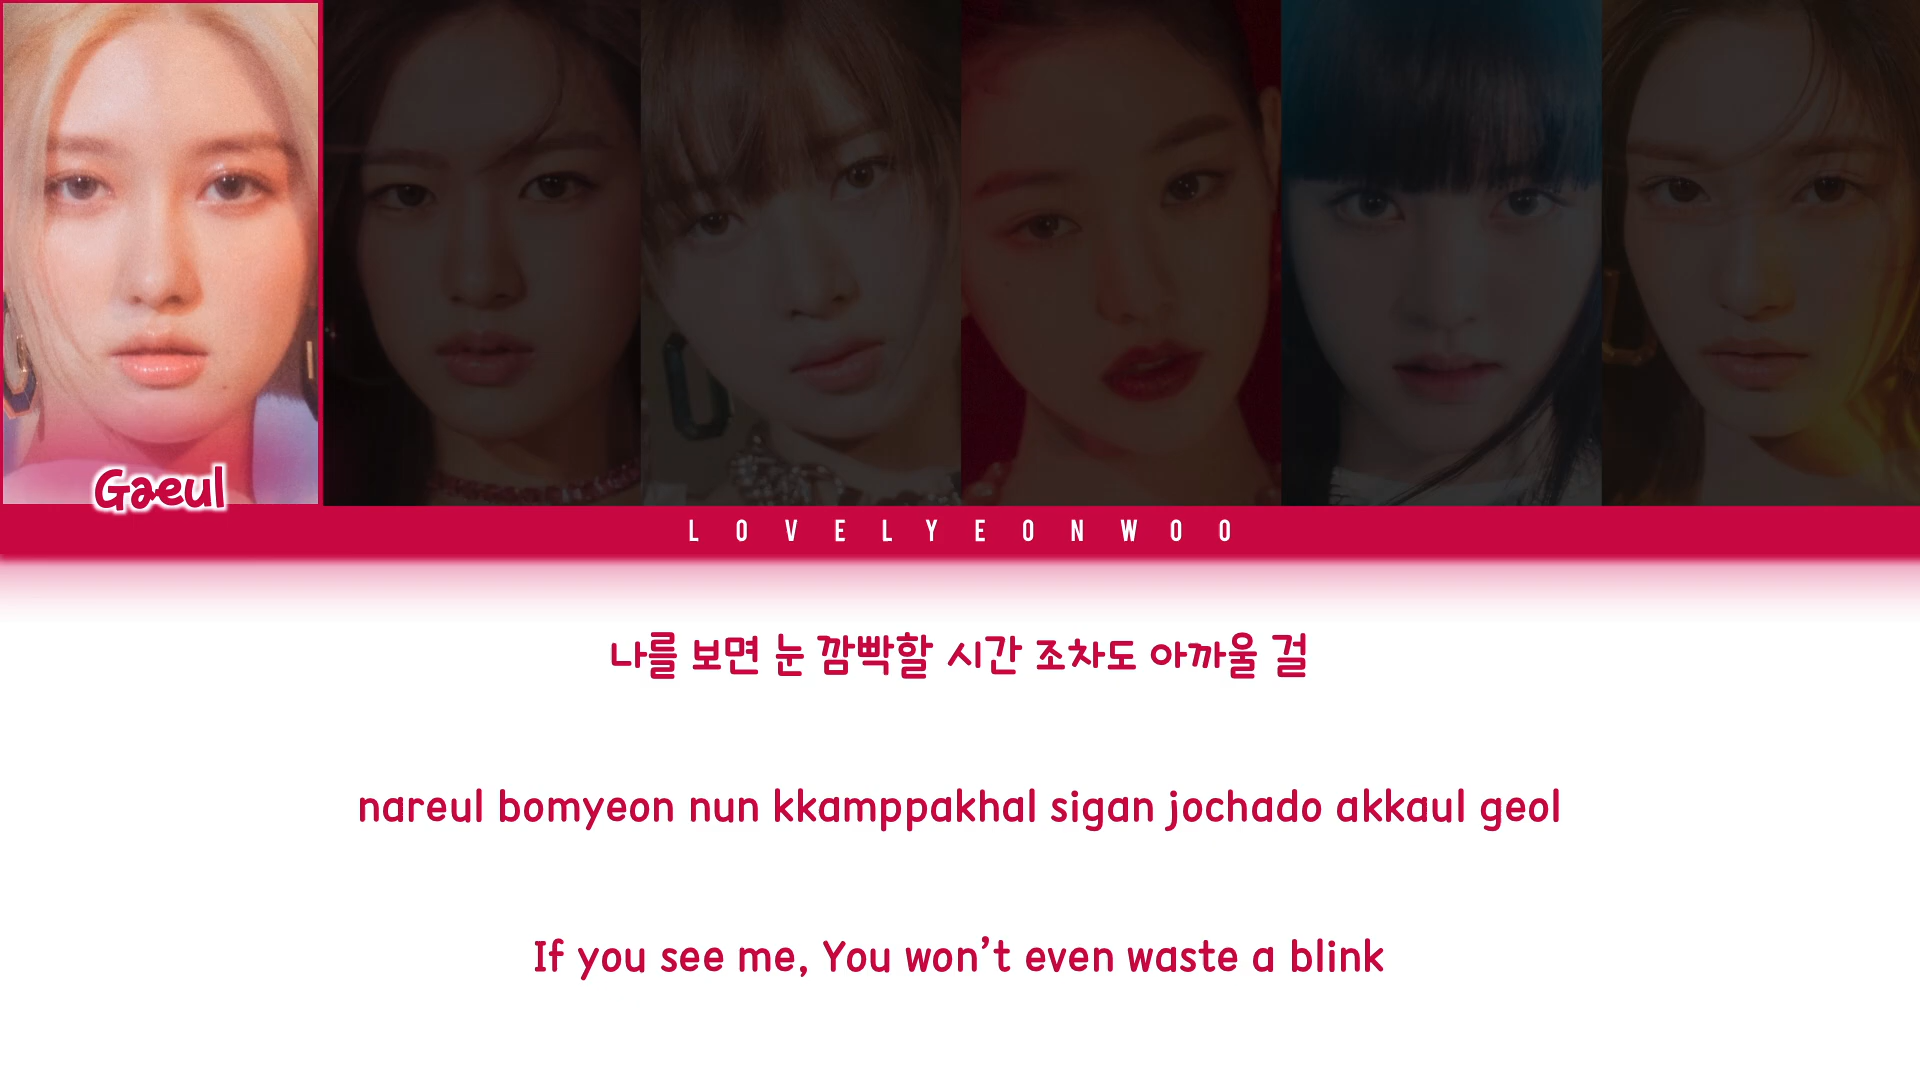 Gaeul
LOVELYEONWOO
나를 보면 눈 깜빡할 시간 조차도 아까울 걸
nareul bomyeon nun kkamppakhal sigan jochado akkaul geol
If you see me, You won’t even waste a blink